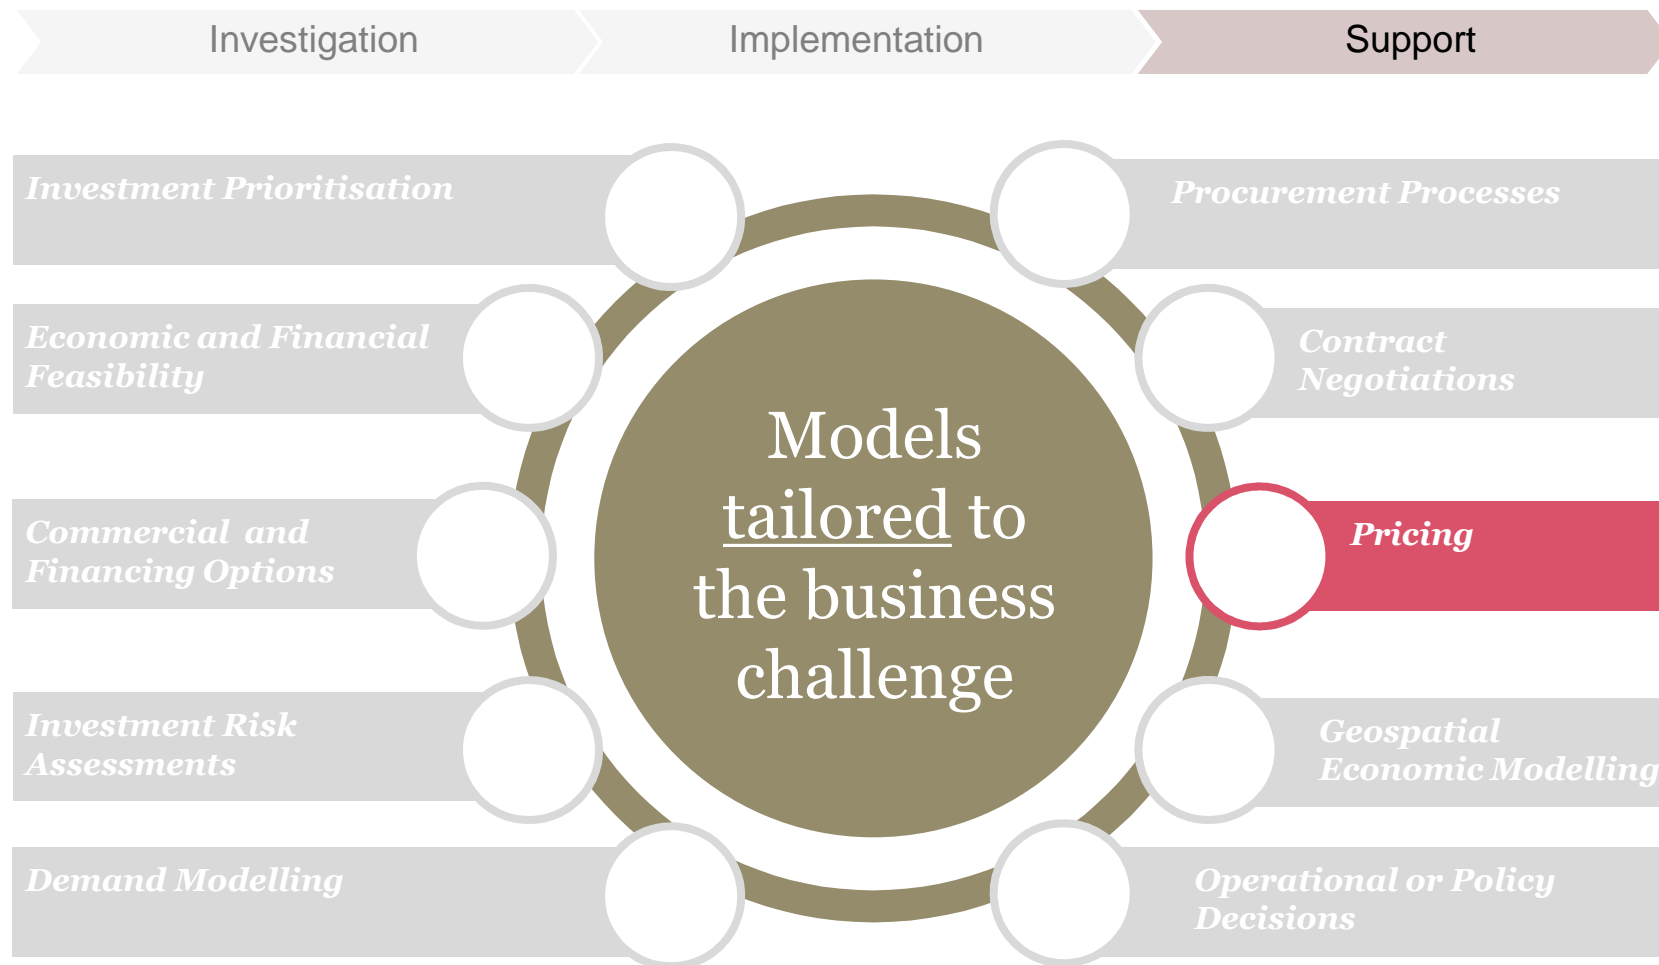 Investigation
Implementation
Support
Investment Prioritisation
Economic and Financial
Feasibility
Commercial and
Financing Options
Investment Risk
Assessments
Demand Modelling
Models
tailored to
the business
challenge
Procurement Processes
Contract
Negotiations
Pricing
Geospatial
Economic Modelling
Operational or Policy
Decisions